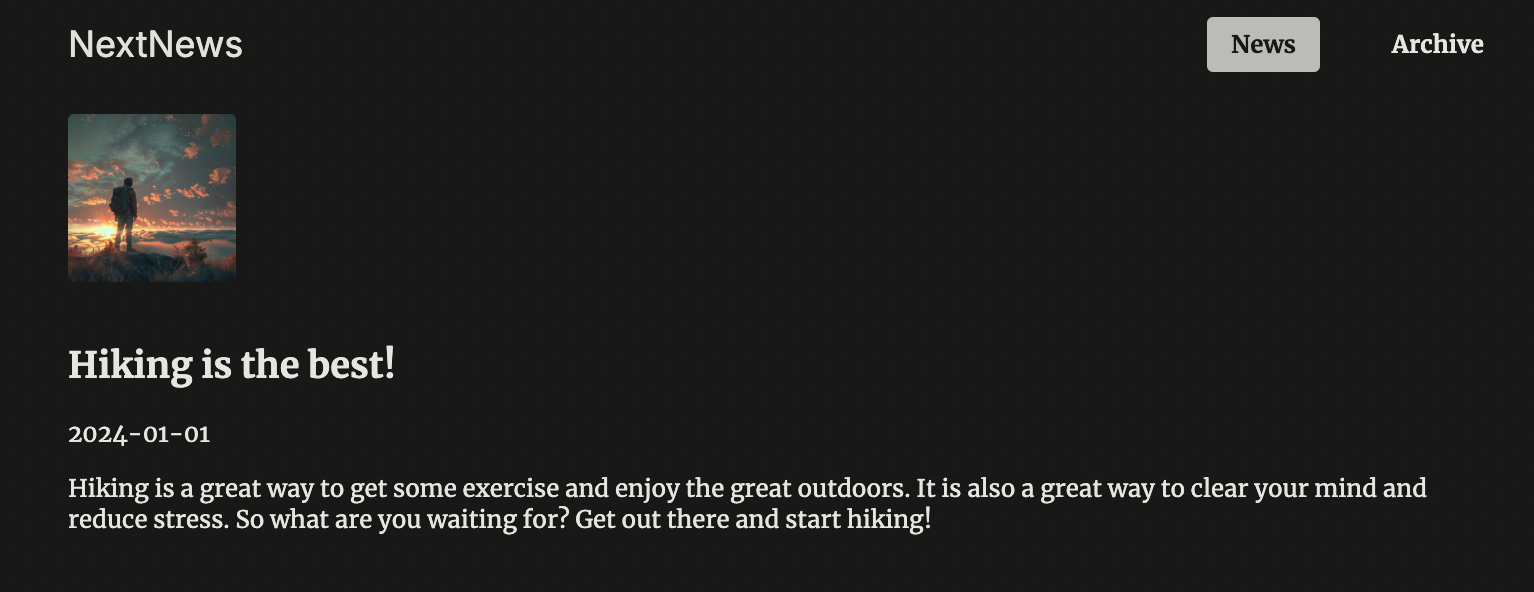 NextNews
News
Archive
Hiking is the best!
2024-01-01
Hiking is a great way to get some exercise and enjoy the great outdoors. It is also a great way to clear your mind and
reduce stress. So what are you waiting for? Get out there and start hiking!